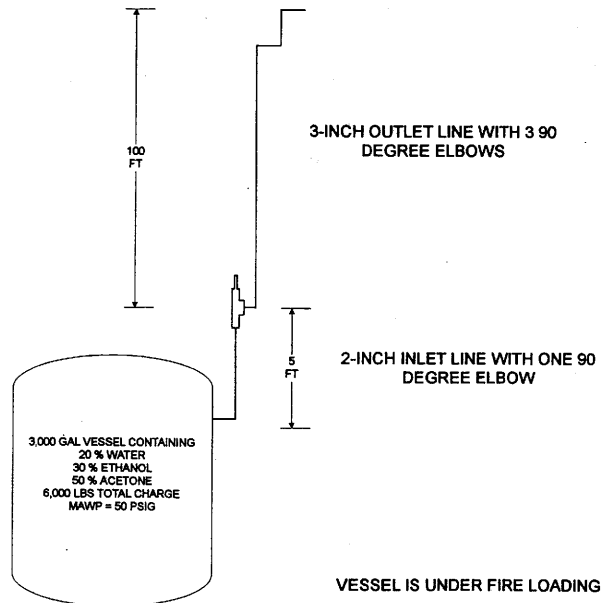 100
FT
3-INCH OUTLET LINE WITH 3 90
DEGREE ELBOWS
5
FT
2-INCH INLET LINE WITH ONE 90
DEGREE ELBOW
3,000 GAL VESSEL CONTAINING
20 % WATER
30 % ETHANOL
50 % ACETONE
6,000 LBS TOTAL CHARGE
MAWP = 50 PSIG
VESSEL IS UNDER FIRE LOADING